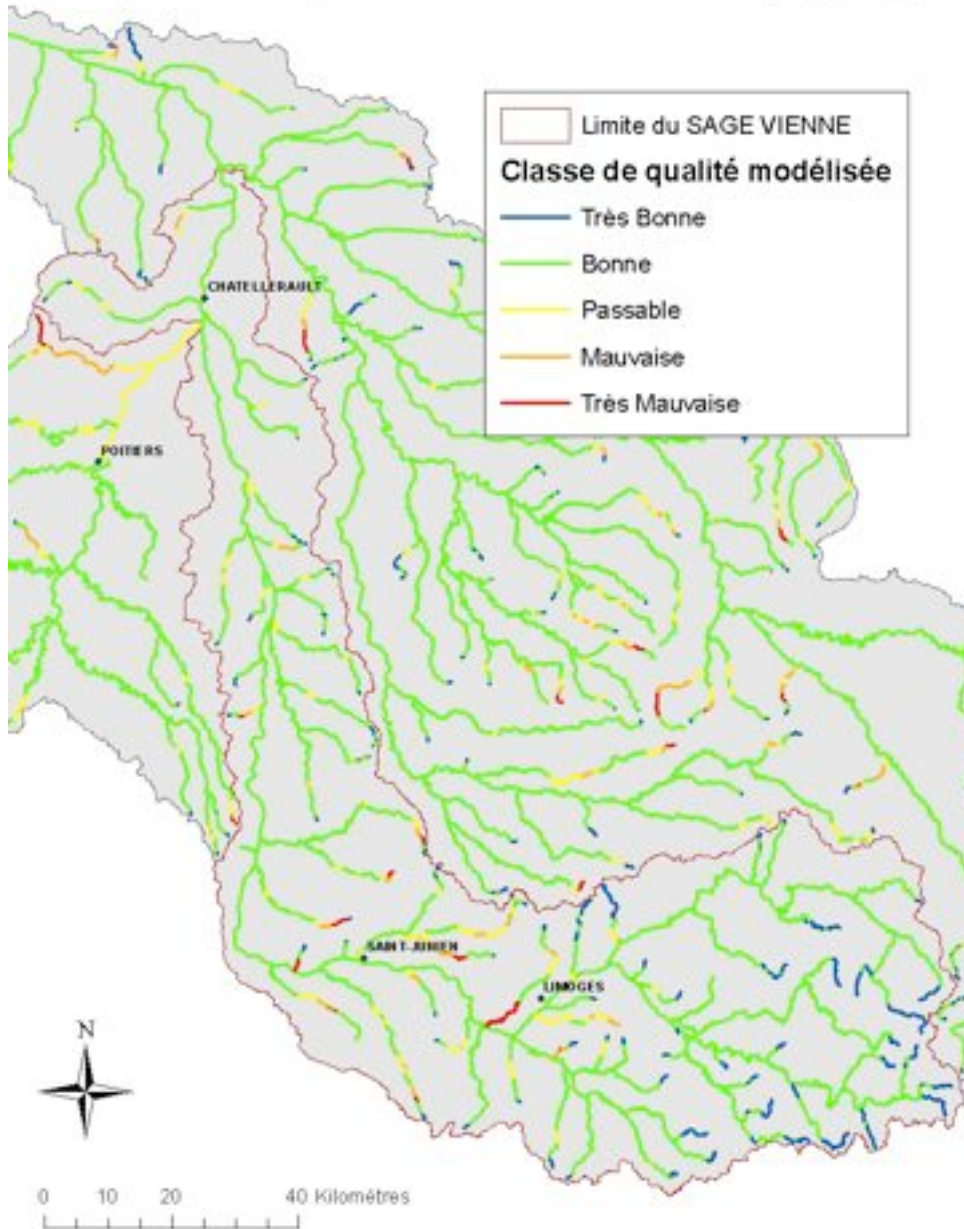 Limite du SAGE VIENNE
Classe de qualité modélisée
Très Bonne
Bonne
Passable
Mauvaise
Très Mauvaise
CHATELLERAULT
POITIERS
SAINT-JUNIEN
LIMOGES
N
0 10 20 40 Kilomètres